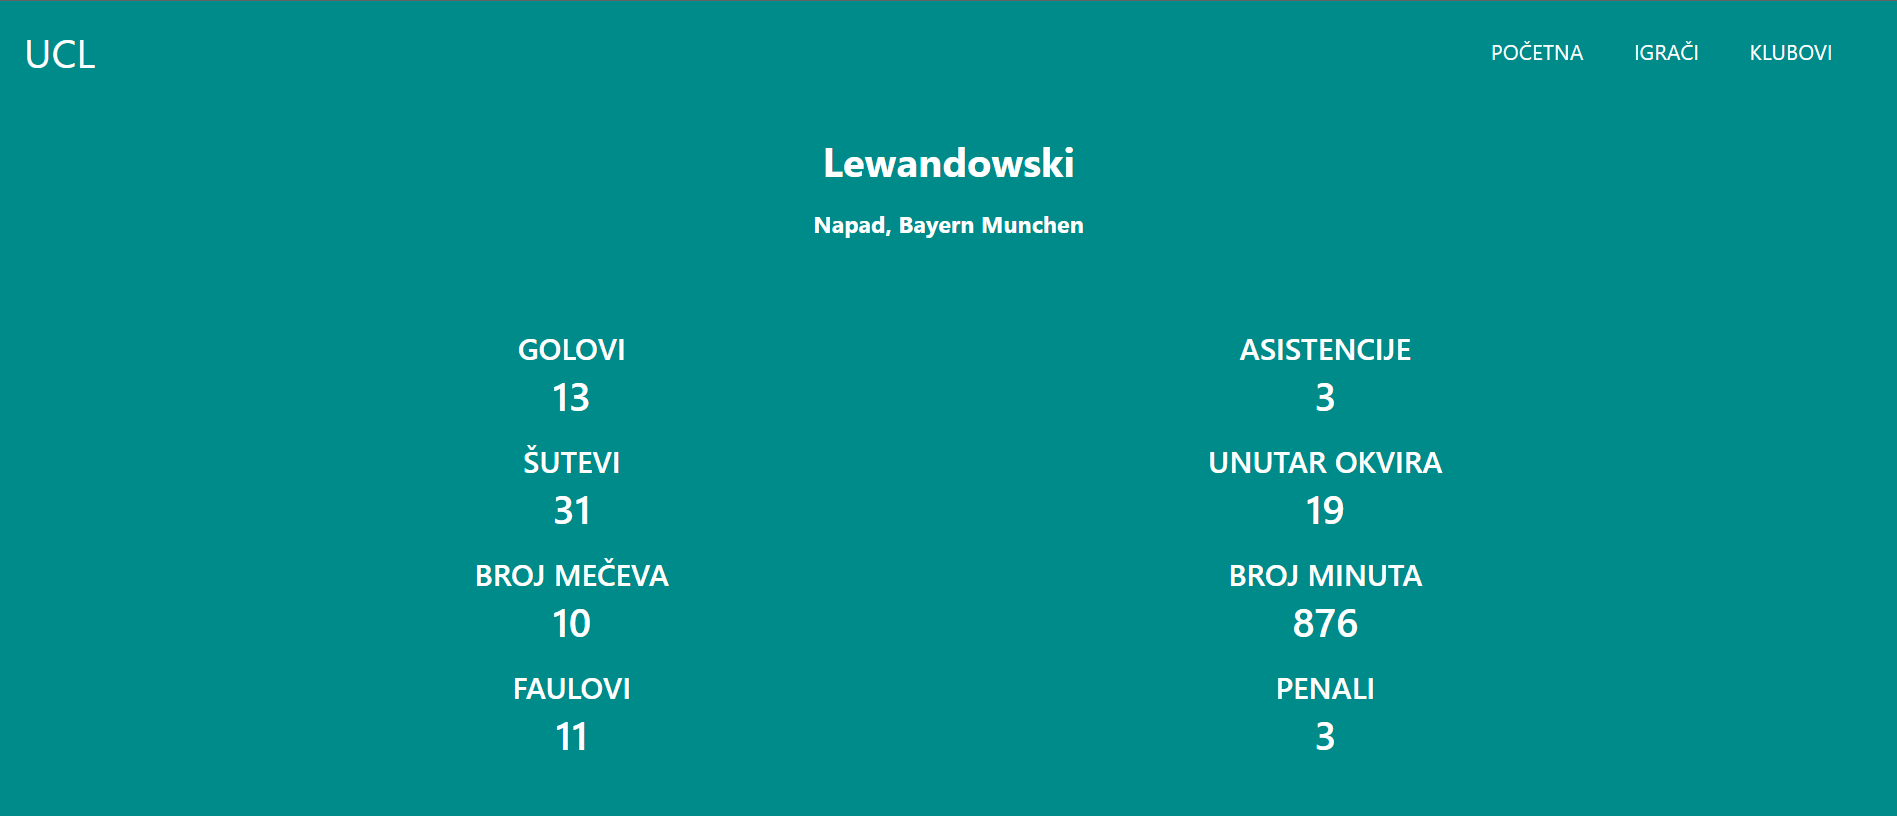 UCL
POČETNA IGRAČI KLUBOVI
Lewandowski
Napad, Bayern Munchen
GOLOVI ASISTENCIJE
13 3
ŠUTEVI UNUTAR OKVIRA
31 19
BROJ MEČEVA BROJ MINUTA
10 876
FAULOVI PENALI
11 3